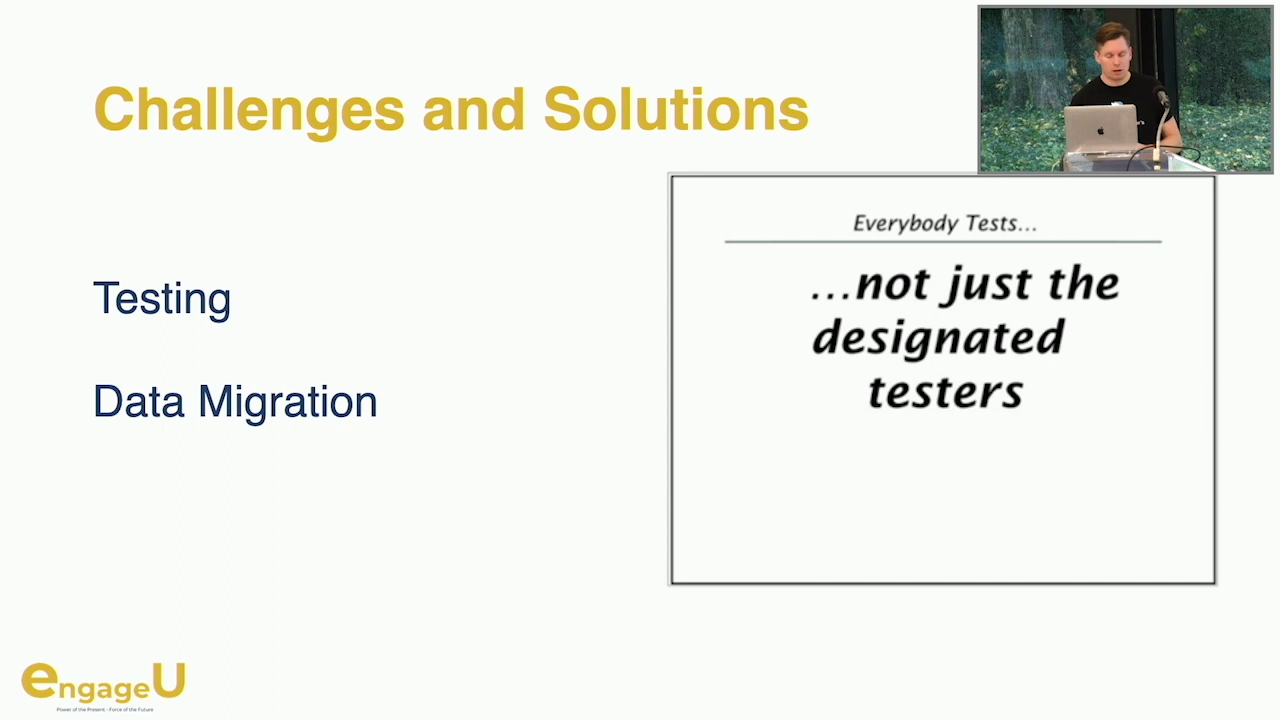 Challenges and Solutions
Testing
Data Migration
Everybody Tests...
...not just the
designated
testers
engageU
Power of the Present - Force of the Future